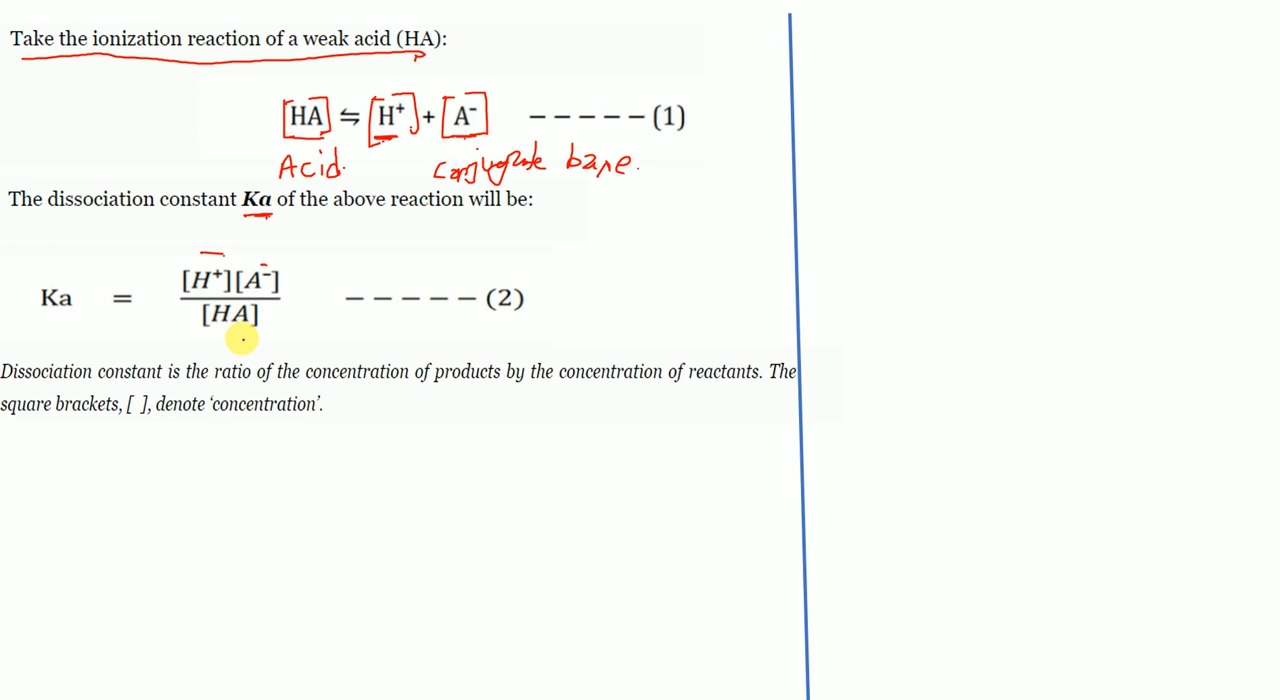 Take the ionization reaction of a weak acid (HA):
[HA] ⇋ [H⁺] + [A⁻] − − − − − (1)
Acid. Conjugate base.
The dissociation constant Ka of the above reaction will be:
Ka = [H⁺][A⁻] / [HA] − − − − − (2)
Dissociation constant is the ratio of the concentration of products by the concentration of reactants. The
square brackets, [ ], denote ‘concentration’.